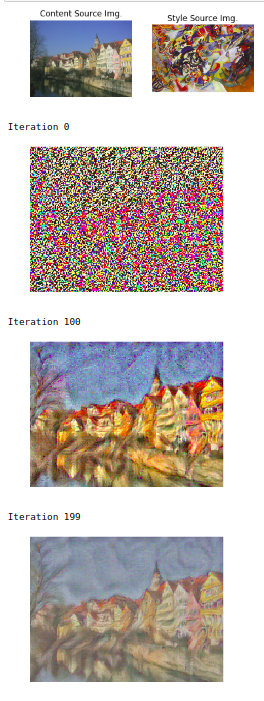 Content Source Img.
Style Source Img.
Iteration 0
Iteration 100
Iteration 199